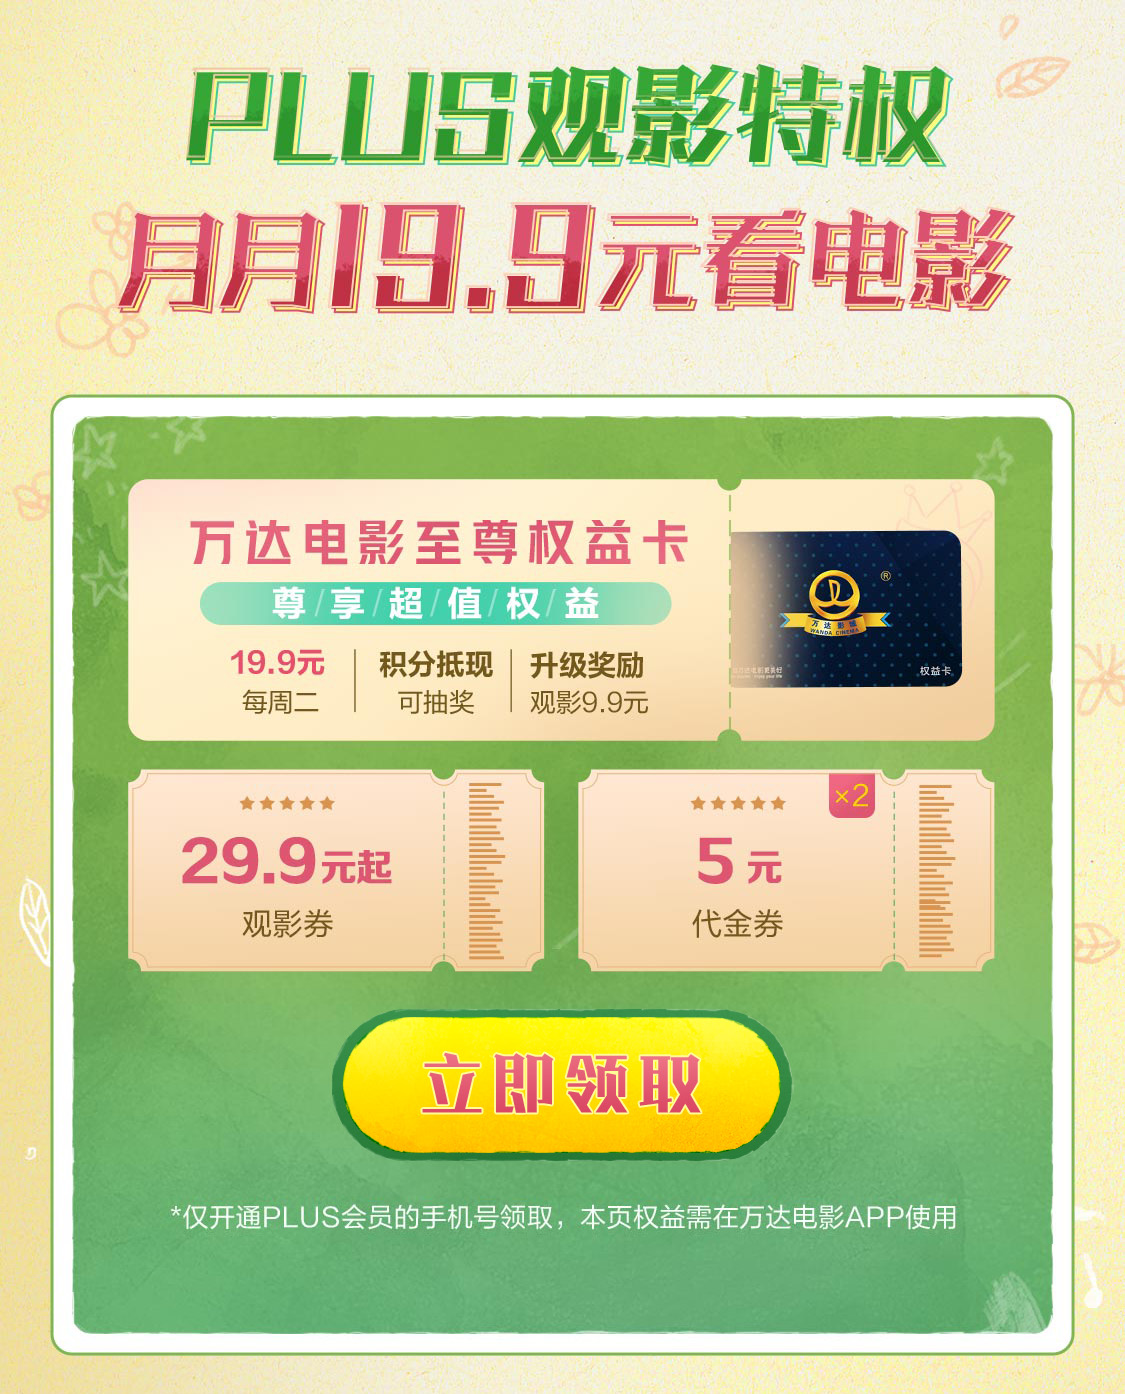 PLUS观影特权
月月19.9元看电影
万达电影至尊权益卡
尊/享/超/值/权/益
19.9元 积分抵现 升级奖励
每周二 可抽奖 观影9.9元
®
万达影城
WANDA CINEMA
权益卡
×2
29.9元起
观影券
5元
代金券
立即领取
*仅开通PLUS会员的手机号领取，本页权益需在万达电影APP使用